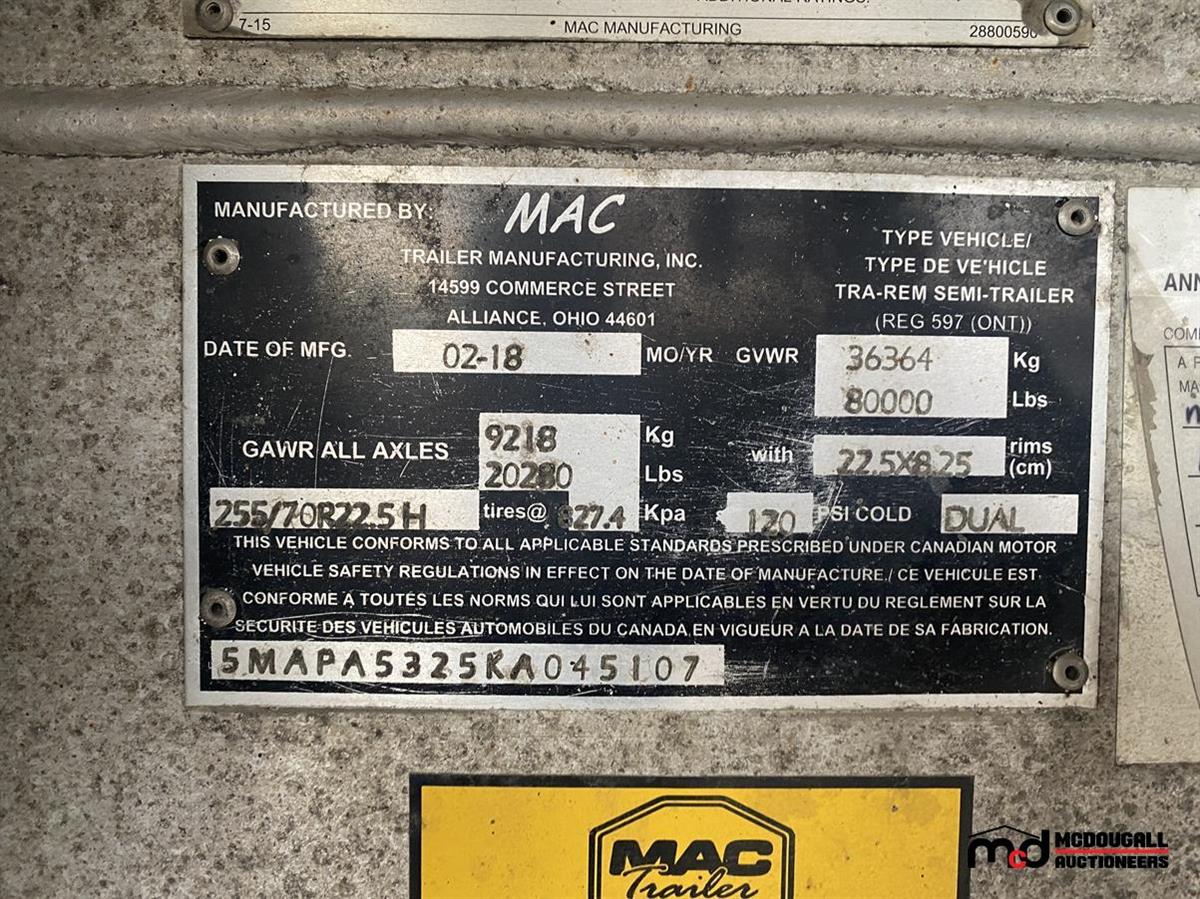 ADDITIONAL RATINGS:
7-15 MAC MANUFACTURING 28800590
MANUFACTURED BY: MAC
TRAILER MANUFACTURING, INC.
14599 COMMERCE STREET
ALLIANCE, OHIO 44601
TYPE VEHICLE/
TYPE DE VE'HICLE
TRA-REM SEMI-TRAILER
(REG 597 (ONT))
DATE OF MFG. 02-18 MO/YR GVWR 36364 Kg
80000 Lbs
GAWR ALL AXLES 9218 Kg
20280 Lbs
with 22.5X8.25 rims (cm)
255/70R22.5 H tires@ 827.4 Kpa 120 PSI COLD DUAL
THIS VEHICLE CONFORMS TO ALL APPLICABLE STANDARDS PRESCRIBED UNDER CANADIAN MOTOR
VEHICLE SAFETY REGULATIONS IN EFFECT ON THE DATE OF MANUFACTURE./ CE VEHICULE EST
CONFORME A TOUTES LES NORMS QUI LUI SONT APPLICABLES EN VERTU DU REGLEMENT SUR LA
SECURITE DES VEHICULES AUTOMOBILES DU CANADA EN VIGUEUR A LA DATE DE SA FABRICATION.
5MAPA5325KA045107
MAC
Trailer
mcd MCDOUGALL
AUCTIONEERS